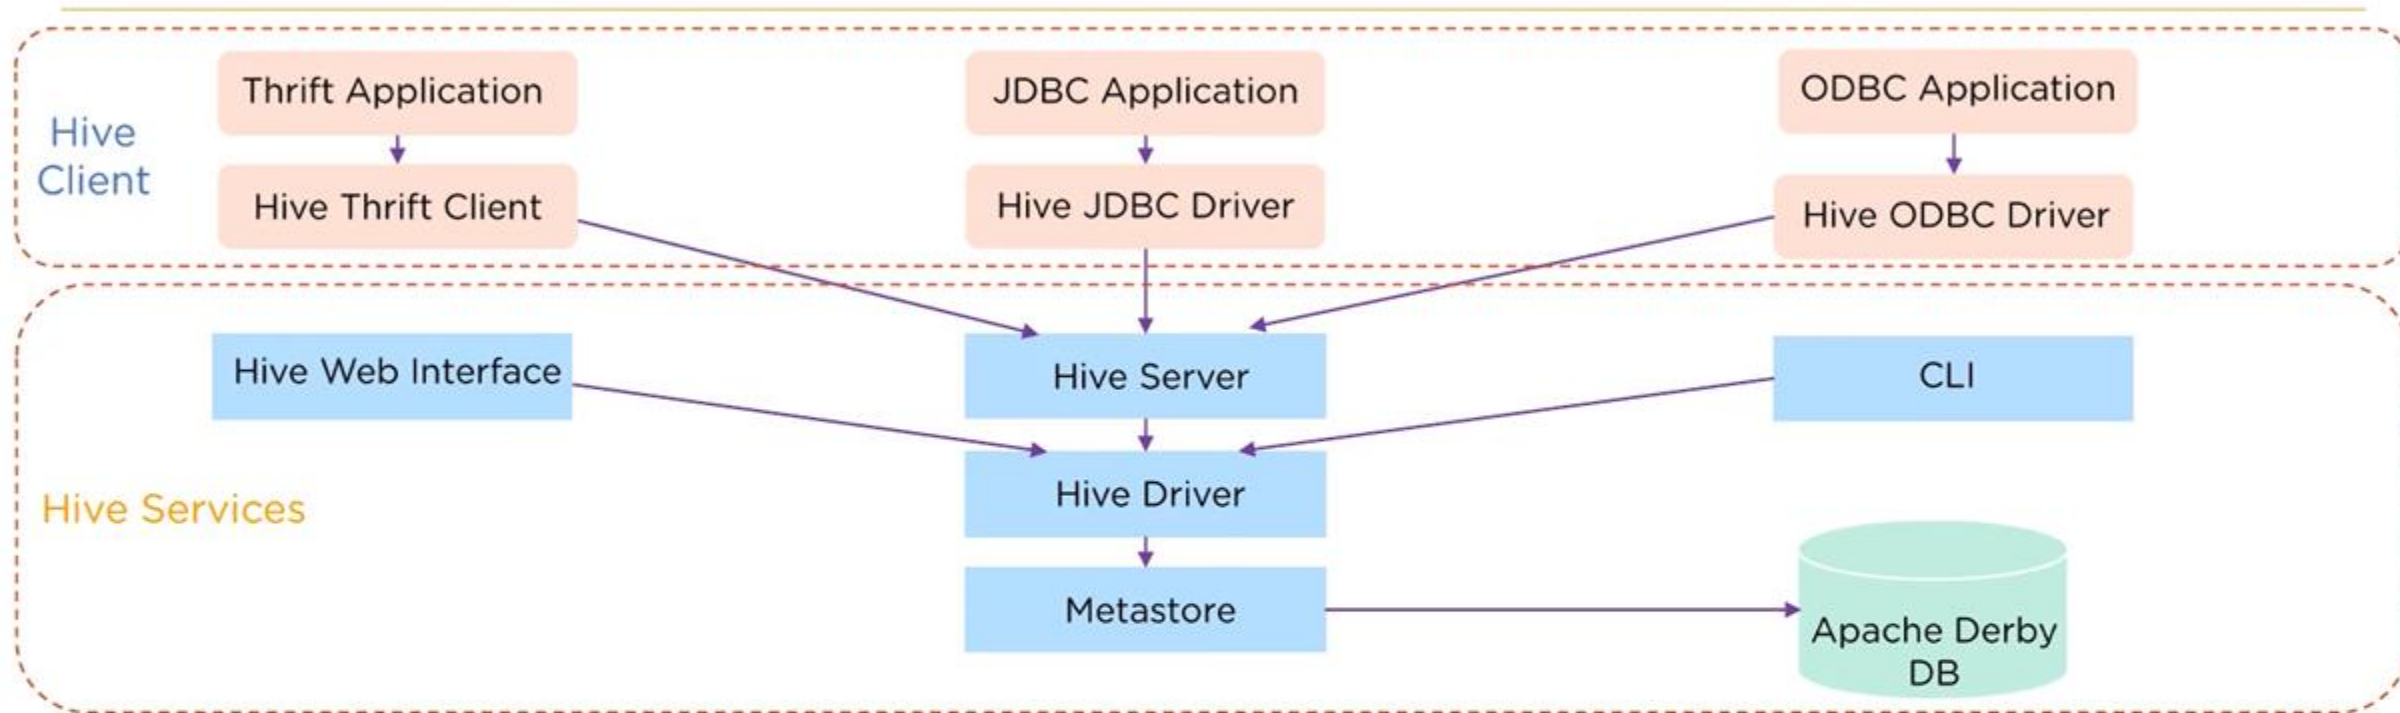 Thrift Application
JDBC Application
ODBC Application
Hive
Client
Hive Thrift Client
Hive JDBC Driver
Hive ODBC Driver
Hive Web Interface
Hive Server
CLI
Hive Driver
Hive Services
Metastore
Apache Derby
DB